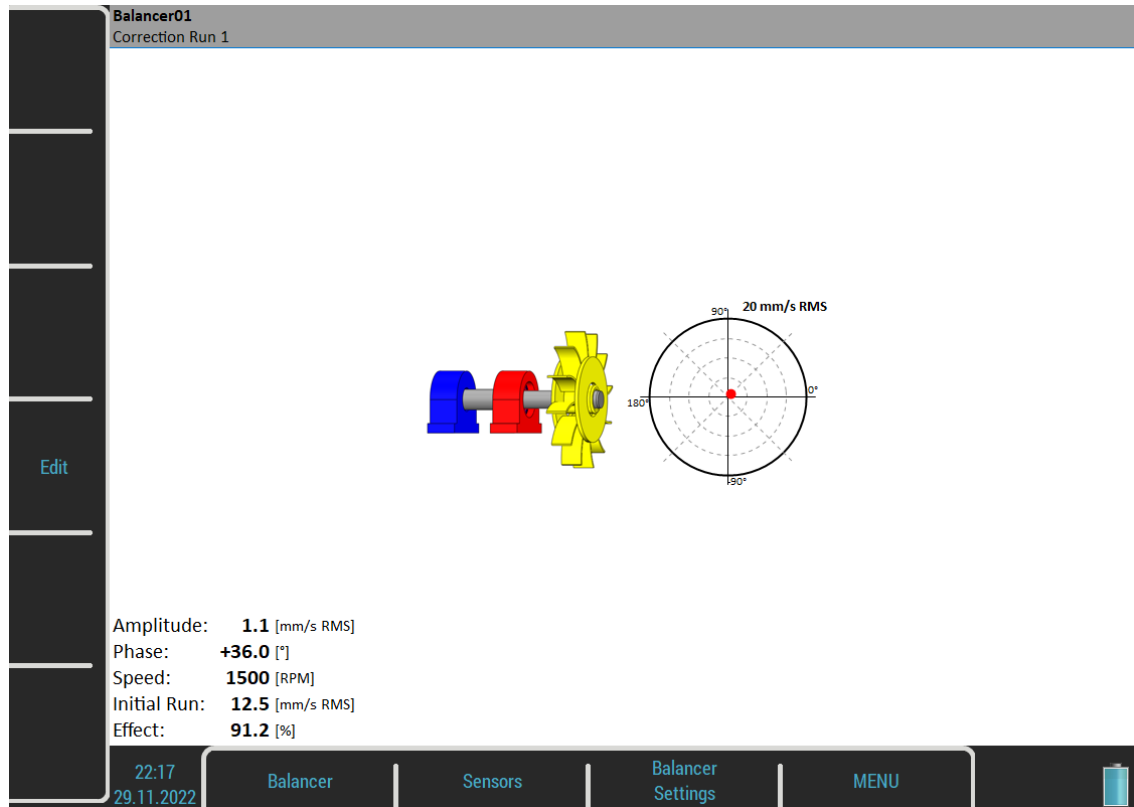 Balancer01
Correction Run 1
90°
20 mm/s RMS
0°
180°
-90°
Edit
Amplitude: 1.1 [mm/s RMS]
Phase: +36.0 [°]
Speed: 1500 [RPM]
Initial Run: 12.5 [mm/s RMS]
Effect: 91.2 [%]
22:17
29.11.2022
Balancer
Sensors
Balancer
Settings
MENU